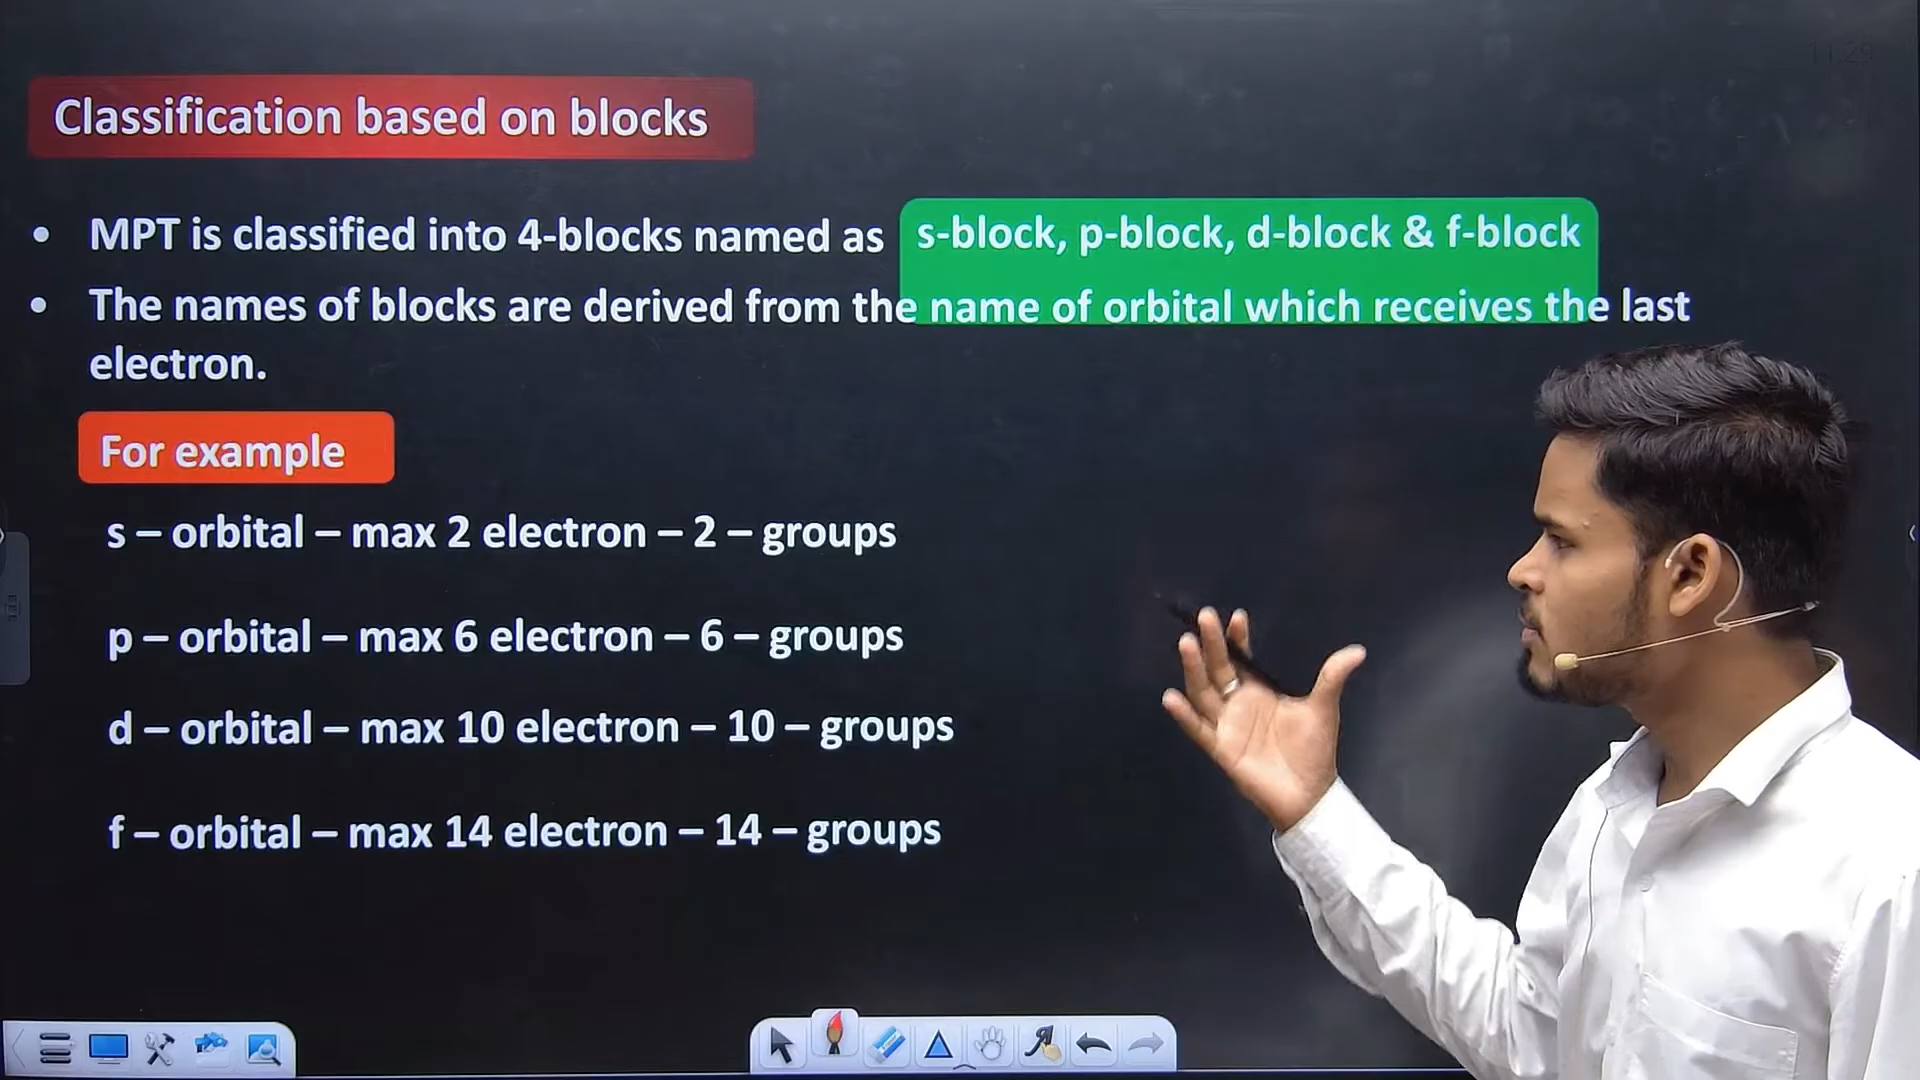 11:29
Classification based on blocks
• MPT is classified into 4-blocks named as s-block, p-block, d-block & f-block
• The names of blocks are derived from the name of orbital which receives the last
electron.
For example
s – orbital – max 2 electron – 2 – groups
p – orbital – max 6 electron – 6 – groups
d – orbital – max 10 electron – 10 – groups
f – orbital – max 14 electron – 14 – groups